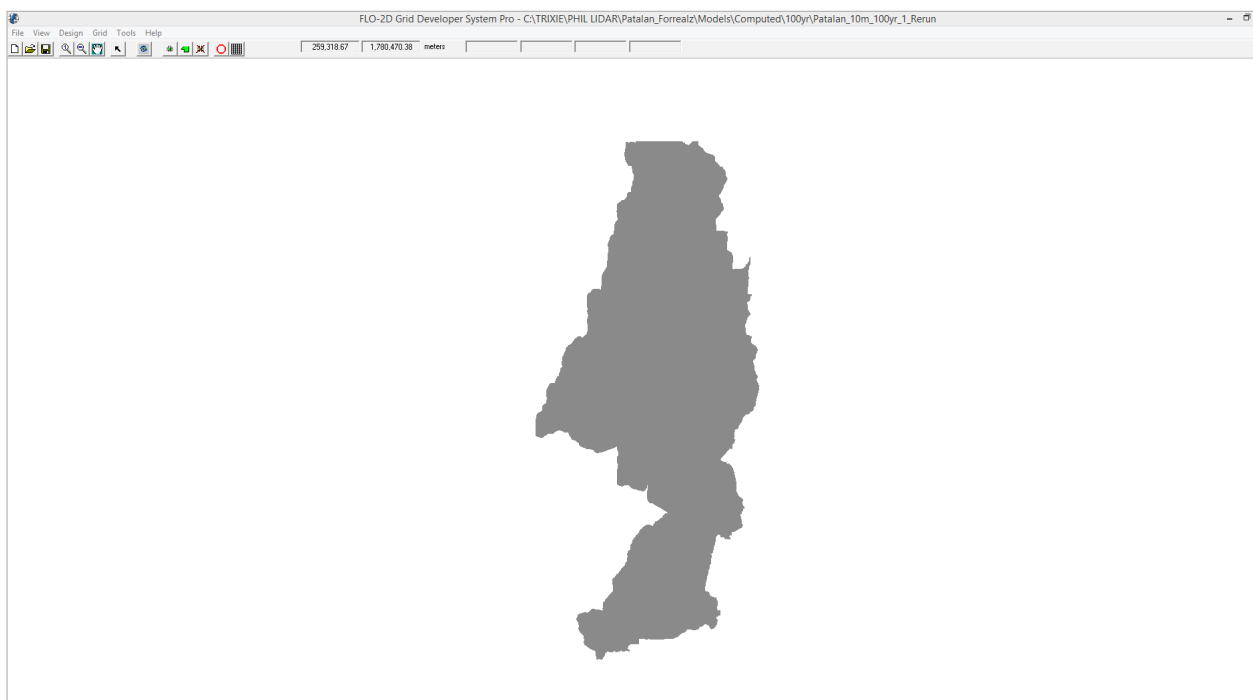 FLO-2D Grid Developer System Pro - C:\TRIXIE\PHIL LIDAR\Patalan_Forrealz\Models\Computed\100yr\Patalan_10m_100yr_1_Rerun
File View Design Grid Tools Help
259,318.67 1,780,470.38 meters